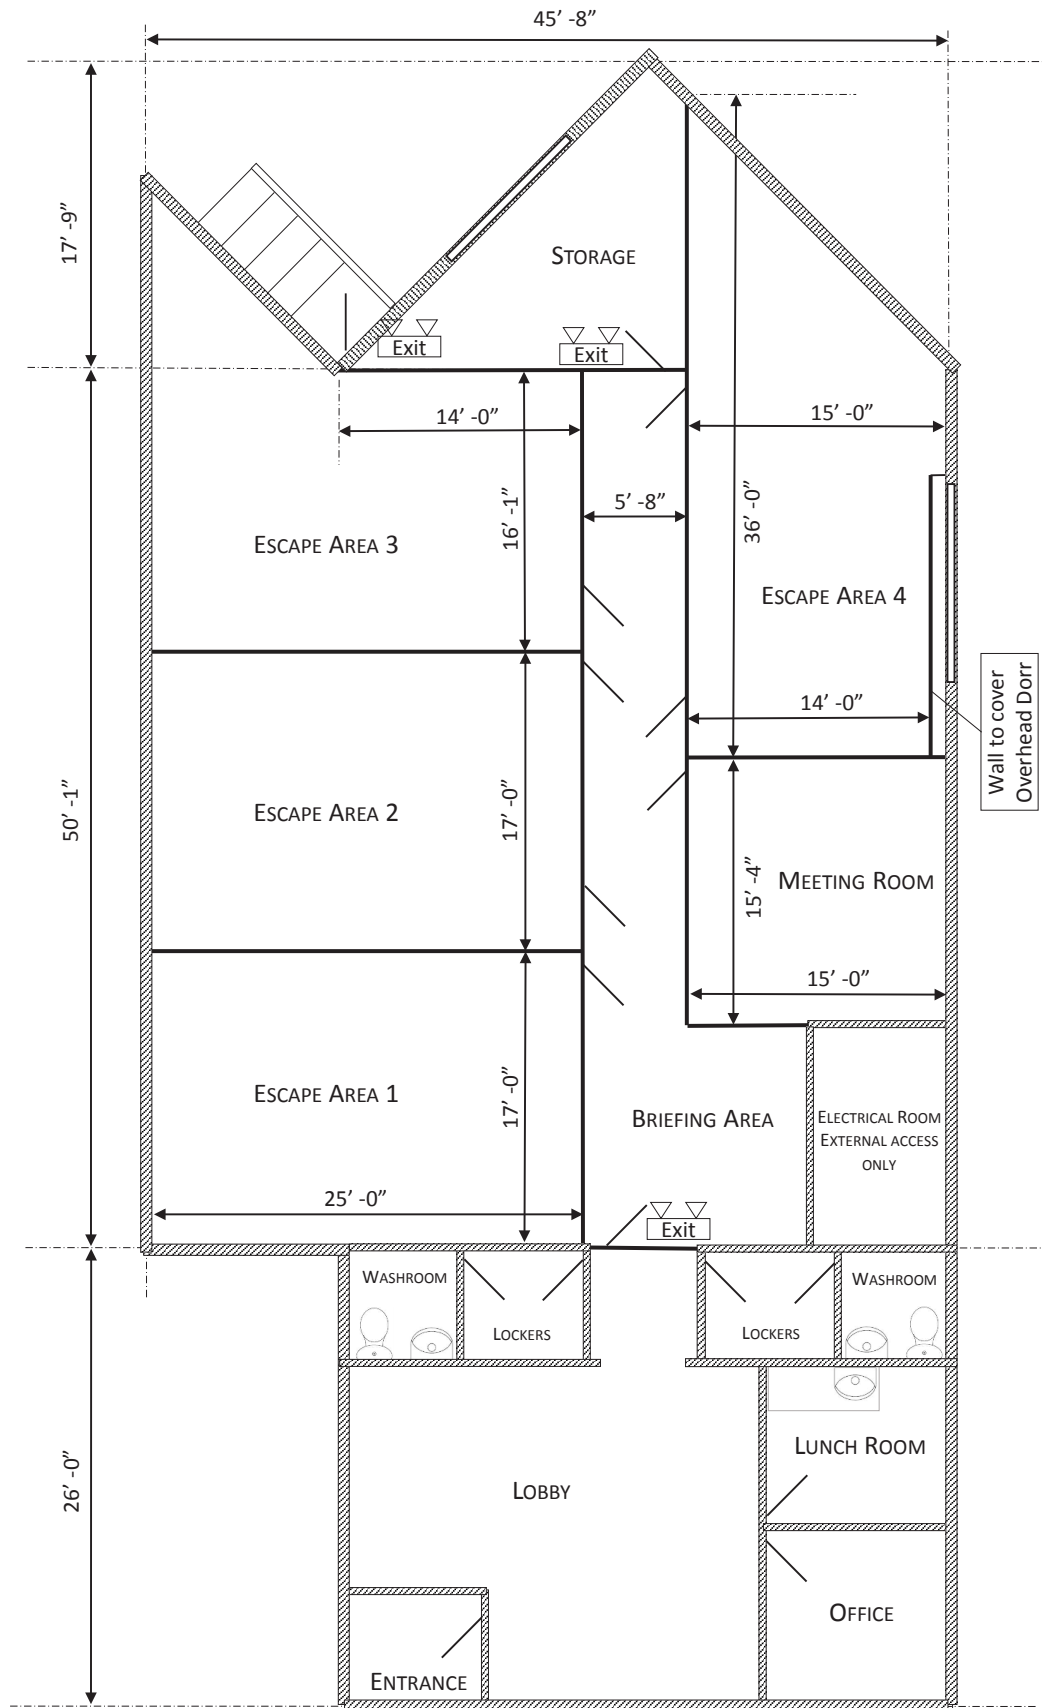 45’ -8”
17’ -9”
STORAGE
Exit
Exit
14’ -0”
15’ -0”
16’ -1”
5’ -8”
36’ -0”
ESCAPE AREA 3
ESCAPE AREA 4
Wall to cover
Overhead Dorr
14’ -0”
50’ -1”
ESCAPE AREA 2
17’ -0”
15’ -4”
MEETING ROOM
15’ -0”
ESCAPE AREA 1
17’ -0”
BRIEFING AREA
ELECTRICAL ROOM
EXTERNAL ACCESS
ONLY
25’ -0”
Exit
WASHROOM
LOCKERS
LOCKERS
WASHROOM
26’ -0”
LUNCH ROOM
LOBBY
OFFICE
ENTRANCE